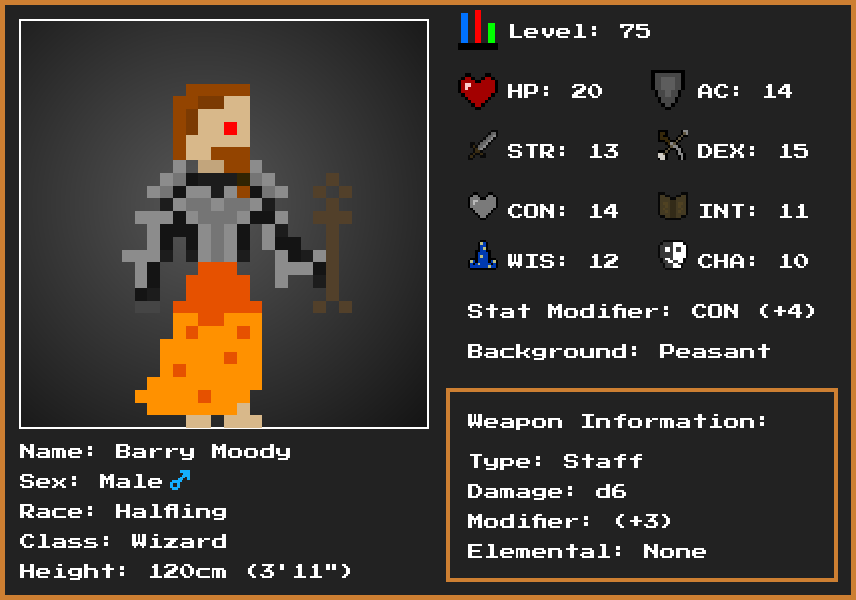 Level: 75
HP: 20
AC: 14
STR: 13
DEX: 15
CON: 14
INT: 11
WIS: 12
CHA: 10
Stat Modifier: CON (+4)
Background: Peasant
Weapon Information:
Type: Staff
Damage: d6
Modifier: (+3)
Elemental: None
Name: Barry Moody
Sex: Male ♂
Race: Halfling
Class: Wizard
Height: 120cm (3'11")